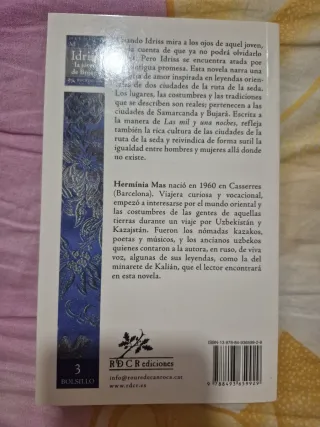 Idriss
Cuando Idriss mira a los ojos de aquel joven,
la cuenta de que ya no podrá olvidarlo
Pero Idriss se encuentra atada por
antigua promesa. Esta novela narra una
de amor inspirada en leyendas orien-
de dos ciudades de la ruta de la seda.
Los lugares, las costumbres y las tradiciones
que se describen son reales: pertenecen a las
ciudades de Samarcanda y Bujará. Escrita a
la manera de Las mil y una noches, refleja
también la rica cultura de las ciudades de la
ruta de la seda y reivindica de forma sutil la
igualdad entre hombres y mujeres allá donde
no existe.
Herminia Mas nació en 1960 en Casserres
(Barcelona). Viajera curiosa y vocacional,
empezó a interesarse por el mundo oriental y
las costumbres de las gentes de aquellas
tierras durante un viaje por Uzbekistán y
Kazajstán. Fueron los nómadas kazakos,
poetas y músicos, y los ancianos uzbekos
quienes contaron a la autora, en ruso, de viva
voz, algunas de sus leyendas, como la del
minarete de Kalián, que el lector encontrará
en esta novela.
3
BOLSILLO
RDCR ediciones
www.rdcr.es